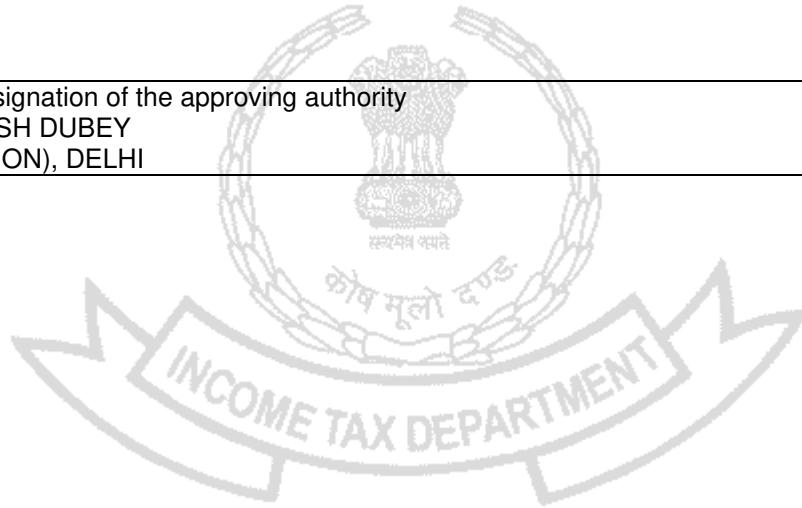 signation of the approving authority
SH DUBEY
ON), DELHI
सत्यमेव जयते
कोष मूलो दण्डः
INCOME TAX DEPARTMENT